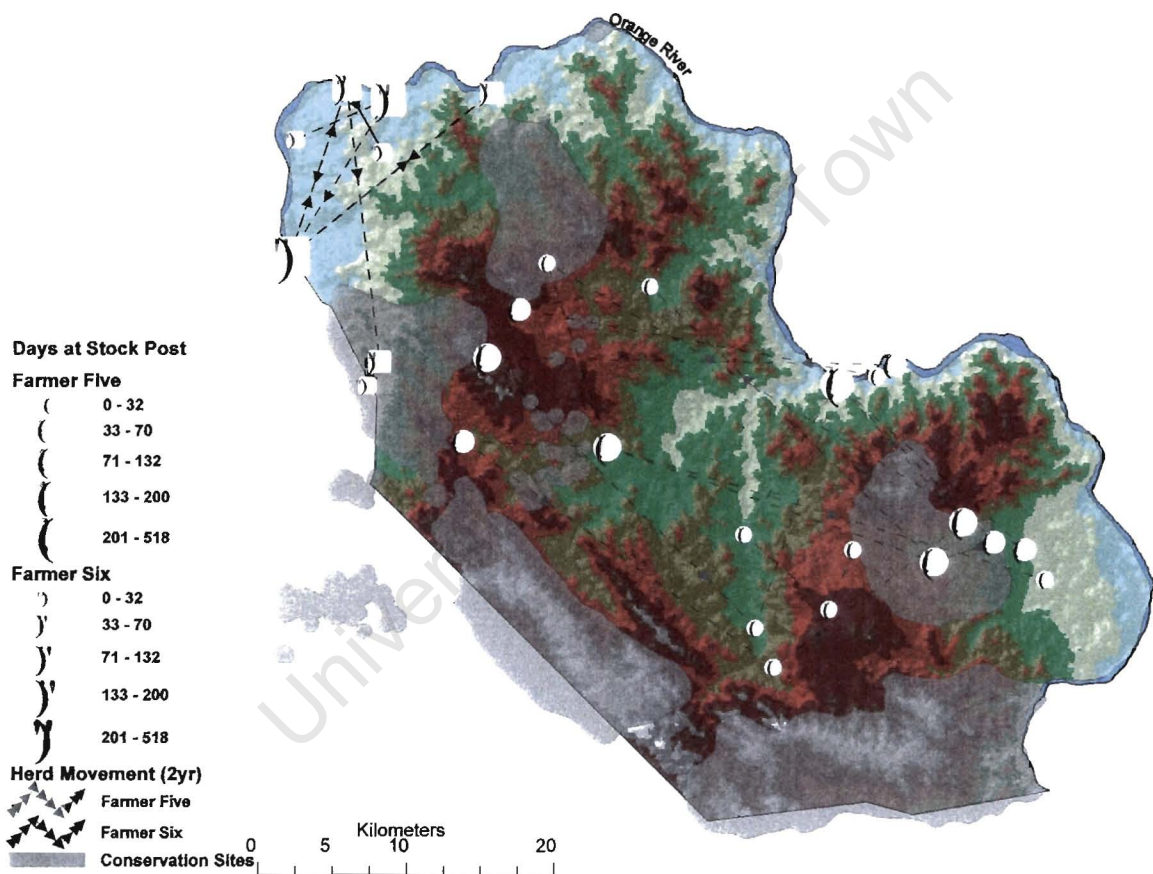 Orange River
Days at Stock Post
Farmer Five
0 - 32
33 - 70
71 - 132
133 - 200
201 - 518
Farmer Six
0 - 32
33 - 70
71 - 132
133 - 200
201 - 518
Herd Movement (2yr)
Farmer Five
Farmer Six
Conservation Sites
Kilometers
0 5 10 20
Univer Town